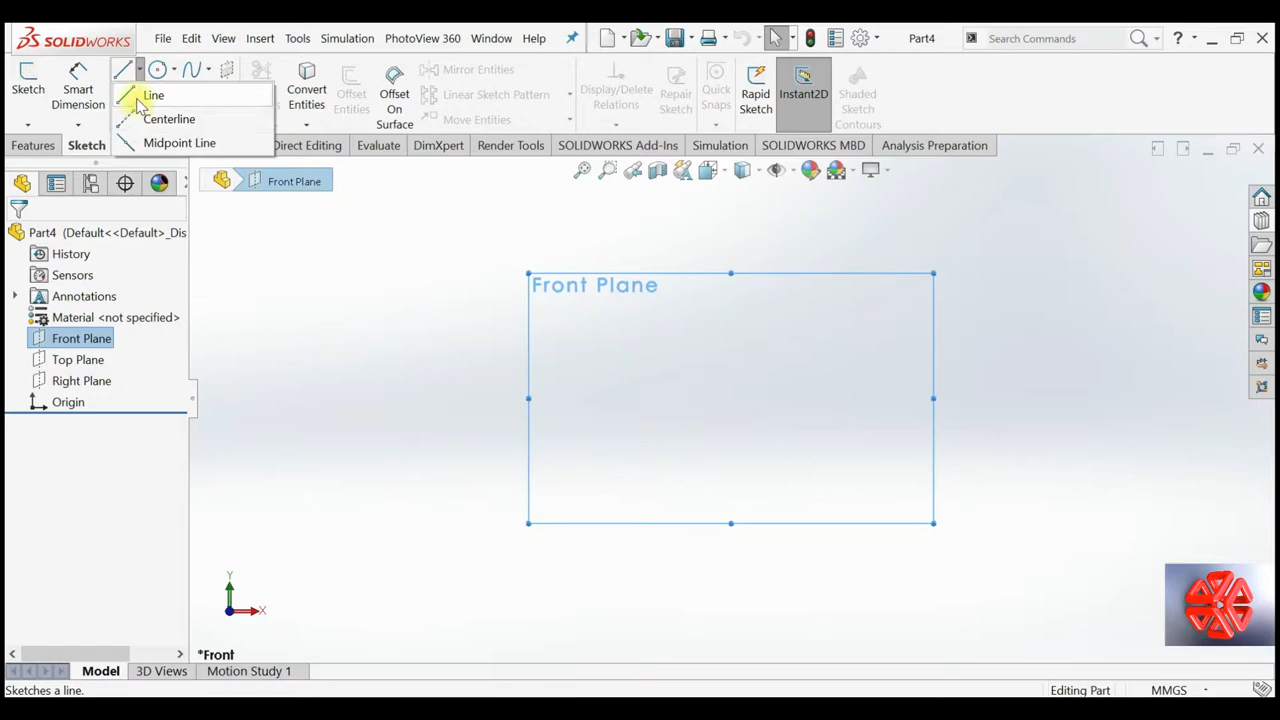 SOLIDWORKS File Edit View Insert Tools Simulation PhotoView 360 Window Help Part4 Search Commands ?
Sketch Smart Dimension Line Centerline Midpoint Line Convert Entities Offset Entities Offset On Surface Mirror Entities Linear Sketch Pattern Move Entities Display/Delete Relations Repair Sketch Quick Snaps Rapid Sketch Instant2D Shaded Sketch Contours
Features Sketch Direct Editing Evaluate DimXpert Render Tools SOLIDWORKS Add-Ins Simulation SOLIDWORKS MBD Analysis Preparation
Front Plane
Part4 (Default<<Default>_Dis
History
Sensors
Annotations
Material <not specified>
Front Plane
Top Plane
Right Plane
Origin
Front Plane
Y
X
*Front
Model 3D Views Motion Study 1
Sketches a line. Editing Part MMGS